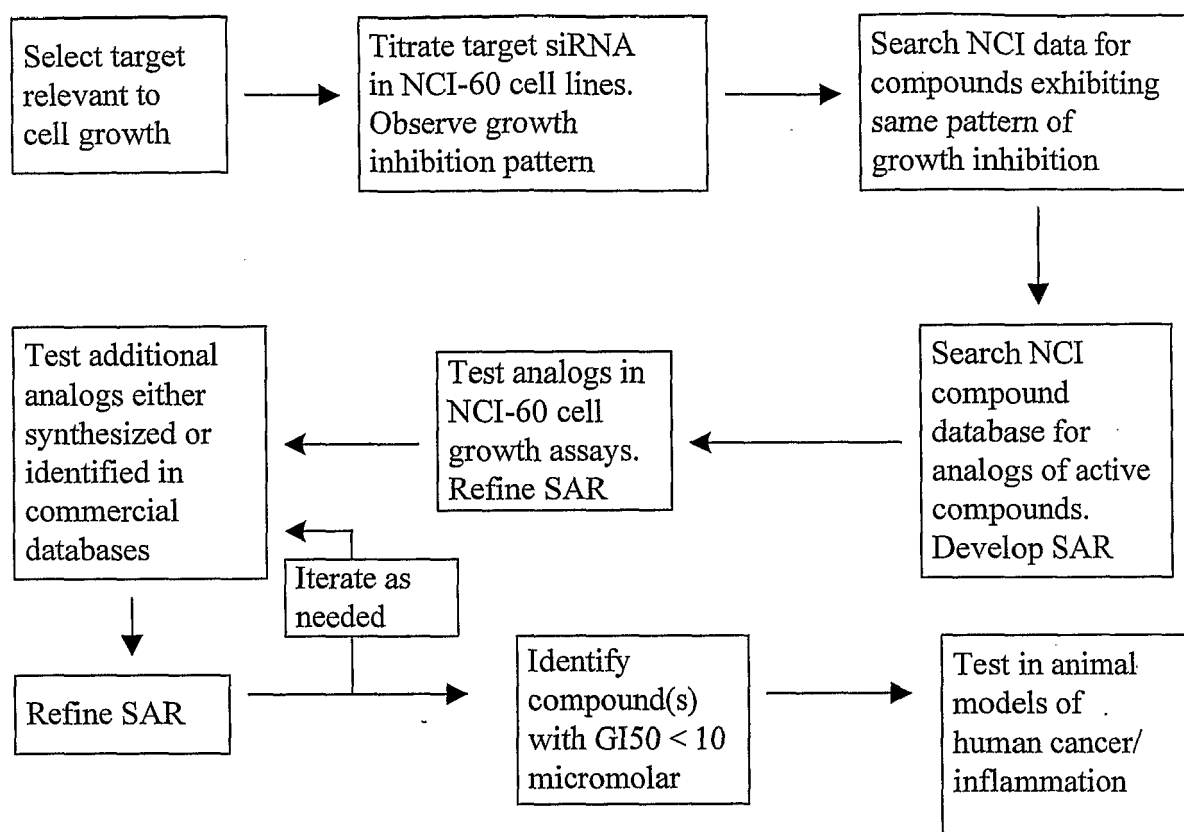 Select target
relevant to
cell growth
Titrate target siRNA
in NCI-60 cell lines.
Observe growth
inhibition pattern
Search NCI data for
compounds exhibiting
same pattern of
growth inhibition
Search NCI
compound
database for
analogs of active
compounds.
Develop SAR
Test analogs in
NCI-60 cell
growth assays.
Refine SAR
Test additional
analogs either
synthesized or
identified in
commercial
databases
Refine SAR
Iterate as
needed
Identify
compound(s)
with GI50 < 10
micromolar
Test in animal
models of
human cancer/
inflammation